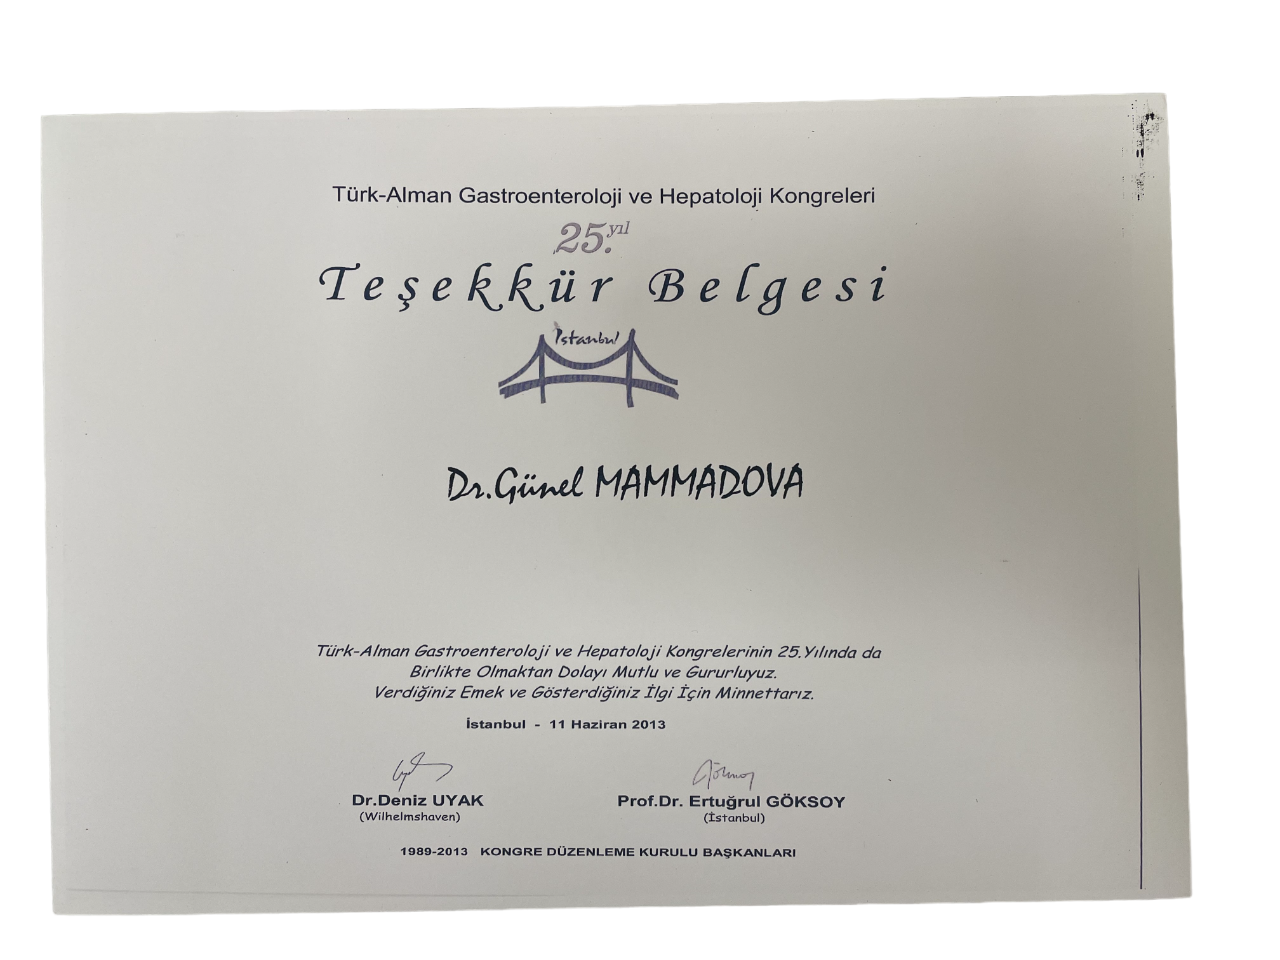 Türk-Alman Gastroenteroloji ve Hepatoloji Kongreleri
25.yıl
Teşekkür Belgesi
İstanbul
Dr.Günel MAMMADOVA
Türk-Alman Gastroenteroloji ve Hepatoloji Kongrelerinin 25.Yılında da
Birlikte Olmaktan Dolayı Mutlu ve Gururluyuz.
Verdiğiniz Emek ve Gösterdiğiniz İlgi İçin Minnettarız.
İstanbul - 11 Haziran 2013
Dr.Deniz UYAK Prof.Dr. Ertuğrul GÖKSOY
(Wilhelmshaven) (İstanbul)
1989-2013 KONGRE DÜZENLEME KURULU BAŞKANLARI